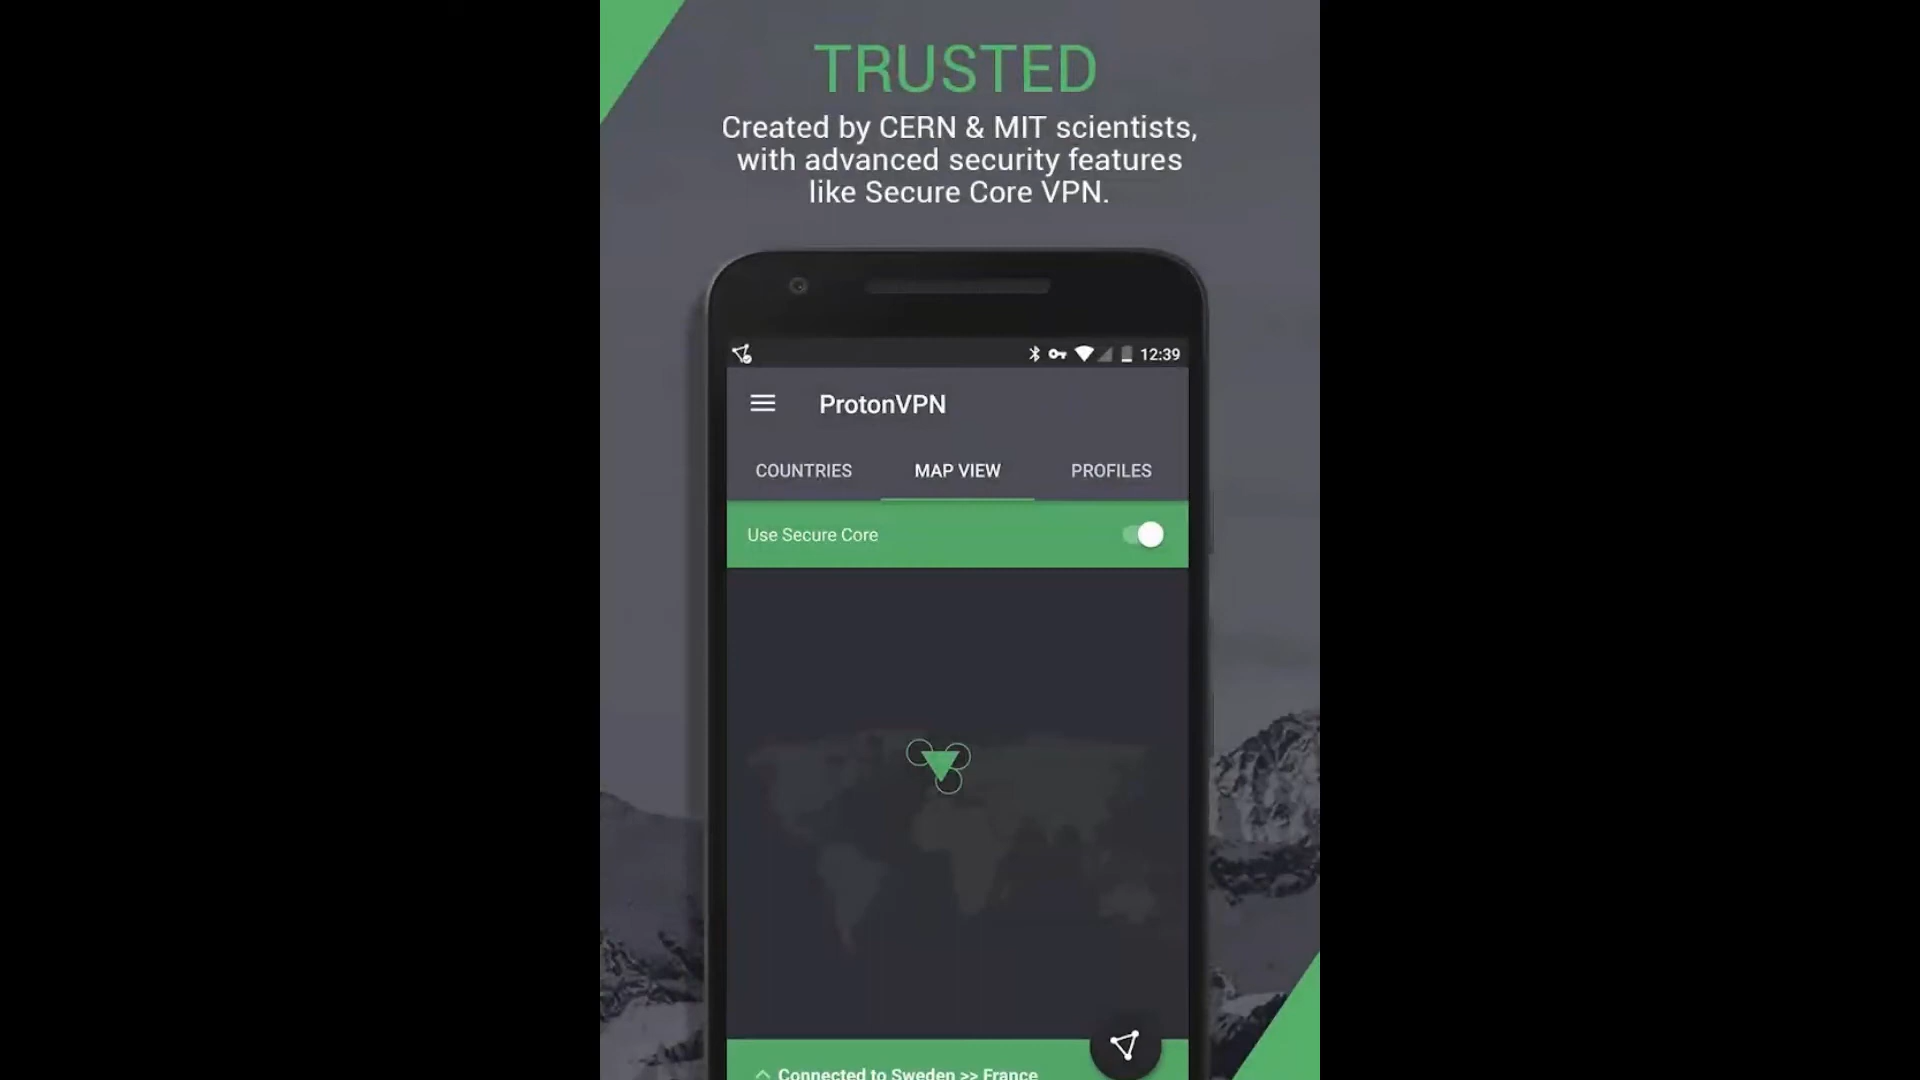 TRUSTED
Created by CERN & MIT scientists,
with advanced security features
like Secure Core VPN.
12:39
ProtonVPN
COUNTRIES
MAP VIEW
PROFILES
Use Secure Core
Connected to Sweden >> France